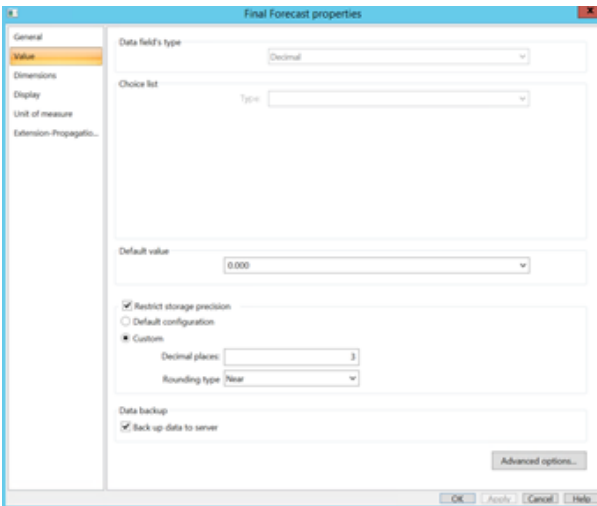 Final Forecast properties
x
General
Value
Dimensions
Display
Unit of measure
Extension-Propagatio...
Data field's type
Decimal
Choice list
Type:
Default value
0.000
Restrict storage precision
Default configuration
Custom
Decimal places: 3
Rounding type Near
Data backup
Back up data to server
Advanced options...
OK Apply Cancel Help